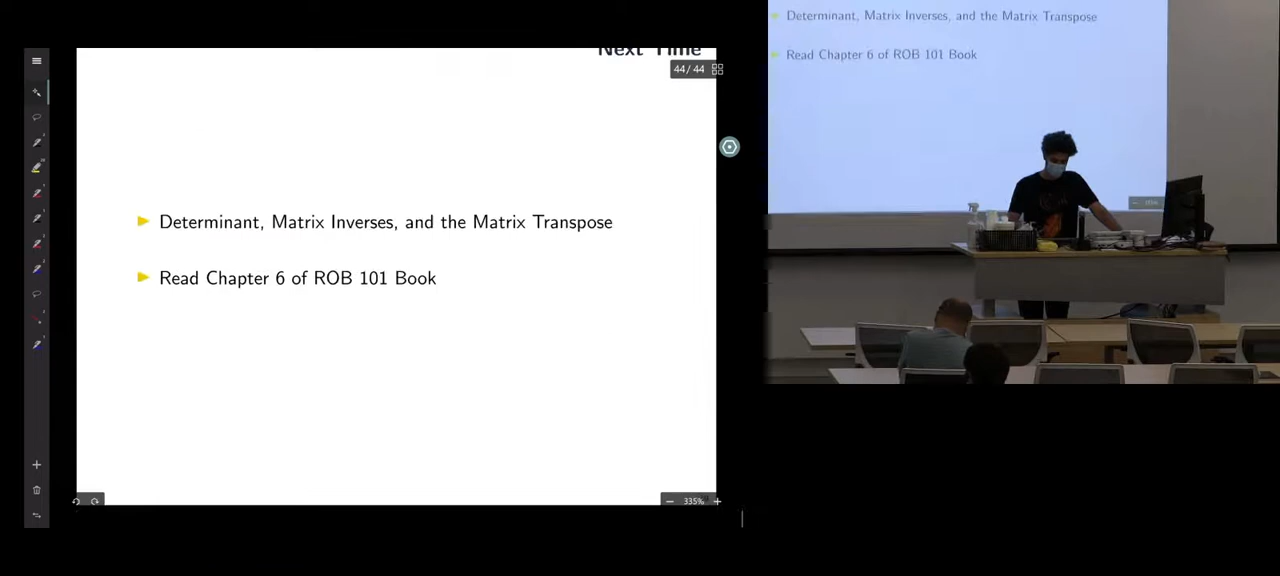 Next Time
44/ 44
Determinant, Matrix Inverses, and the Matrix Transpose
Read Chapter 6 of ROB 101 Book
335%
Determinant, Matrix Inverses, and the Matrix Transpose
Read Chapter 6 of ROB 101 Book